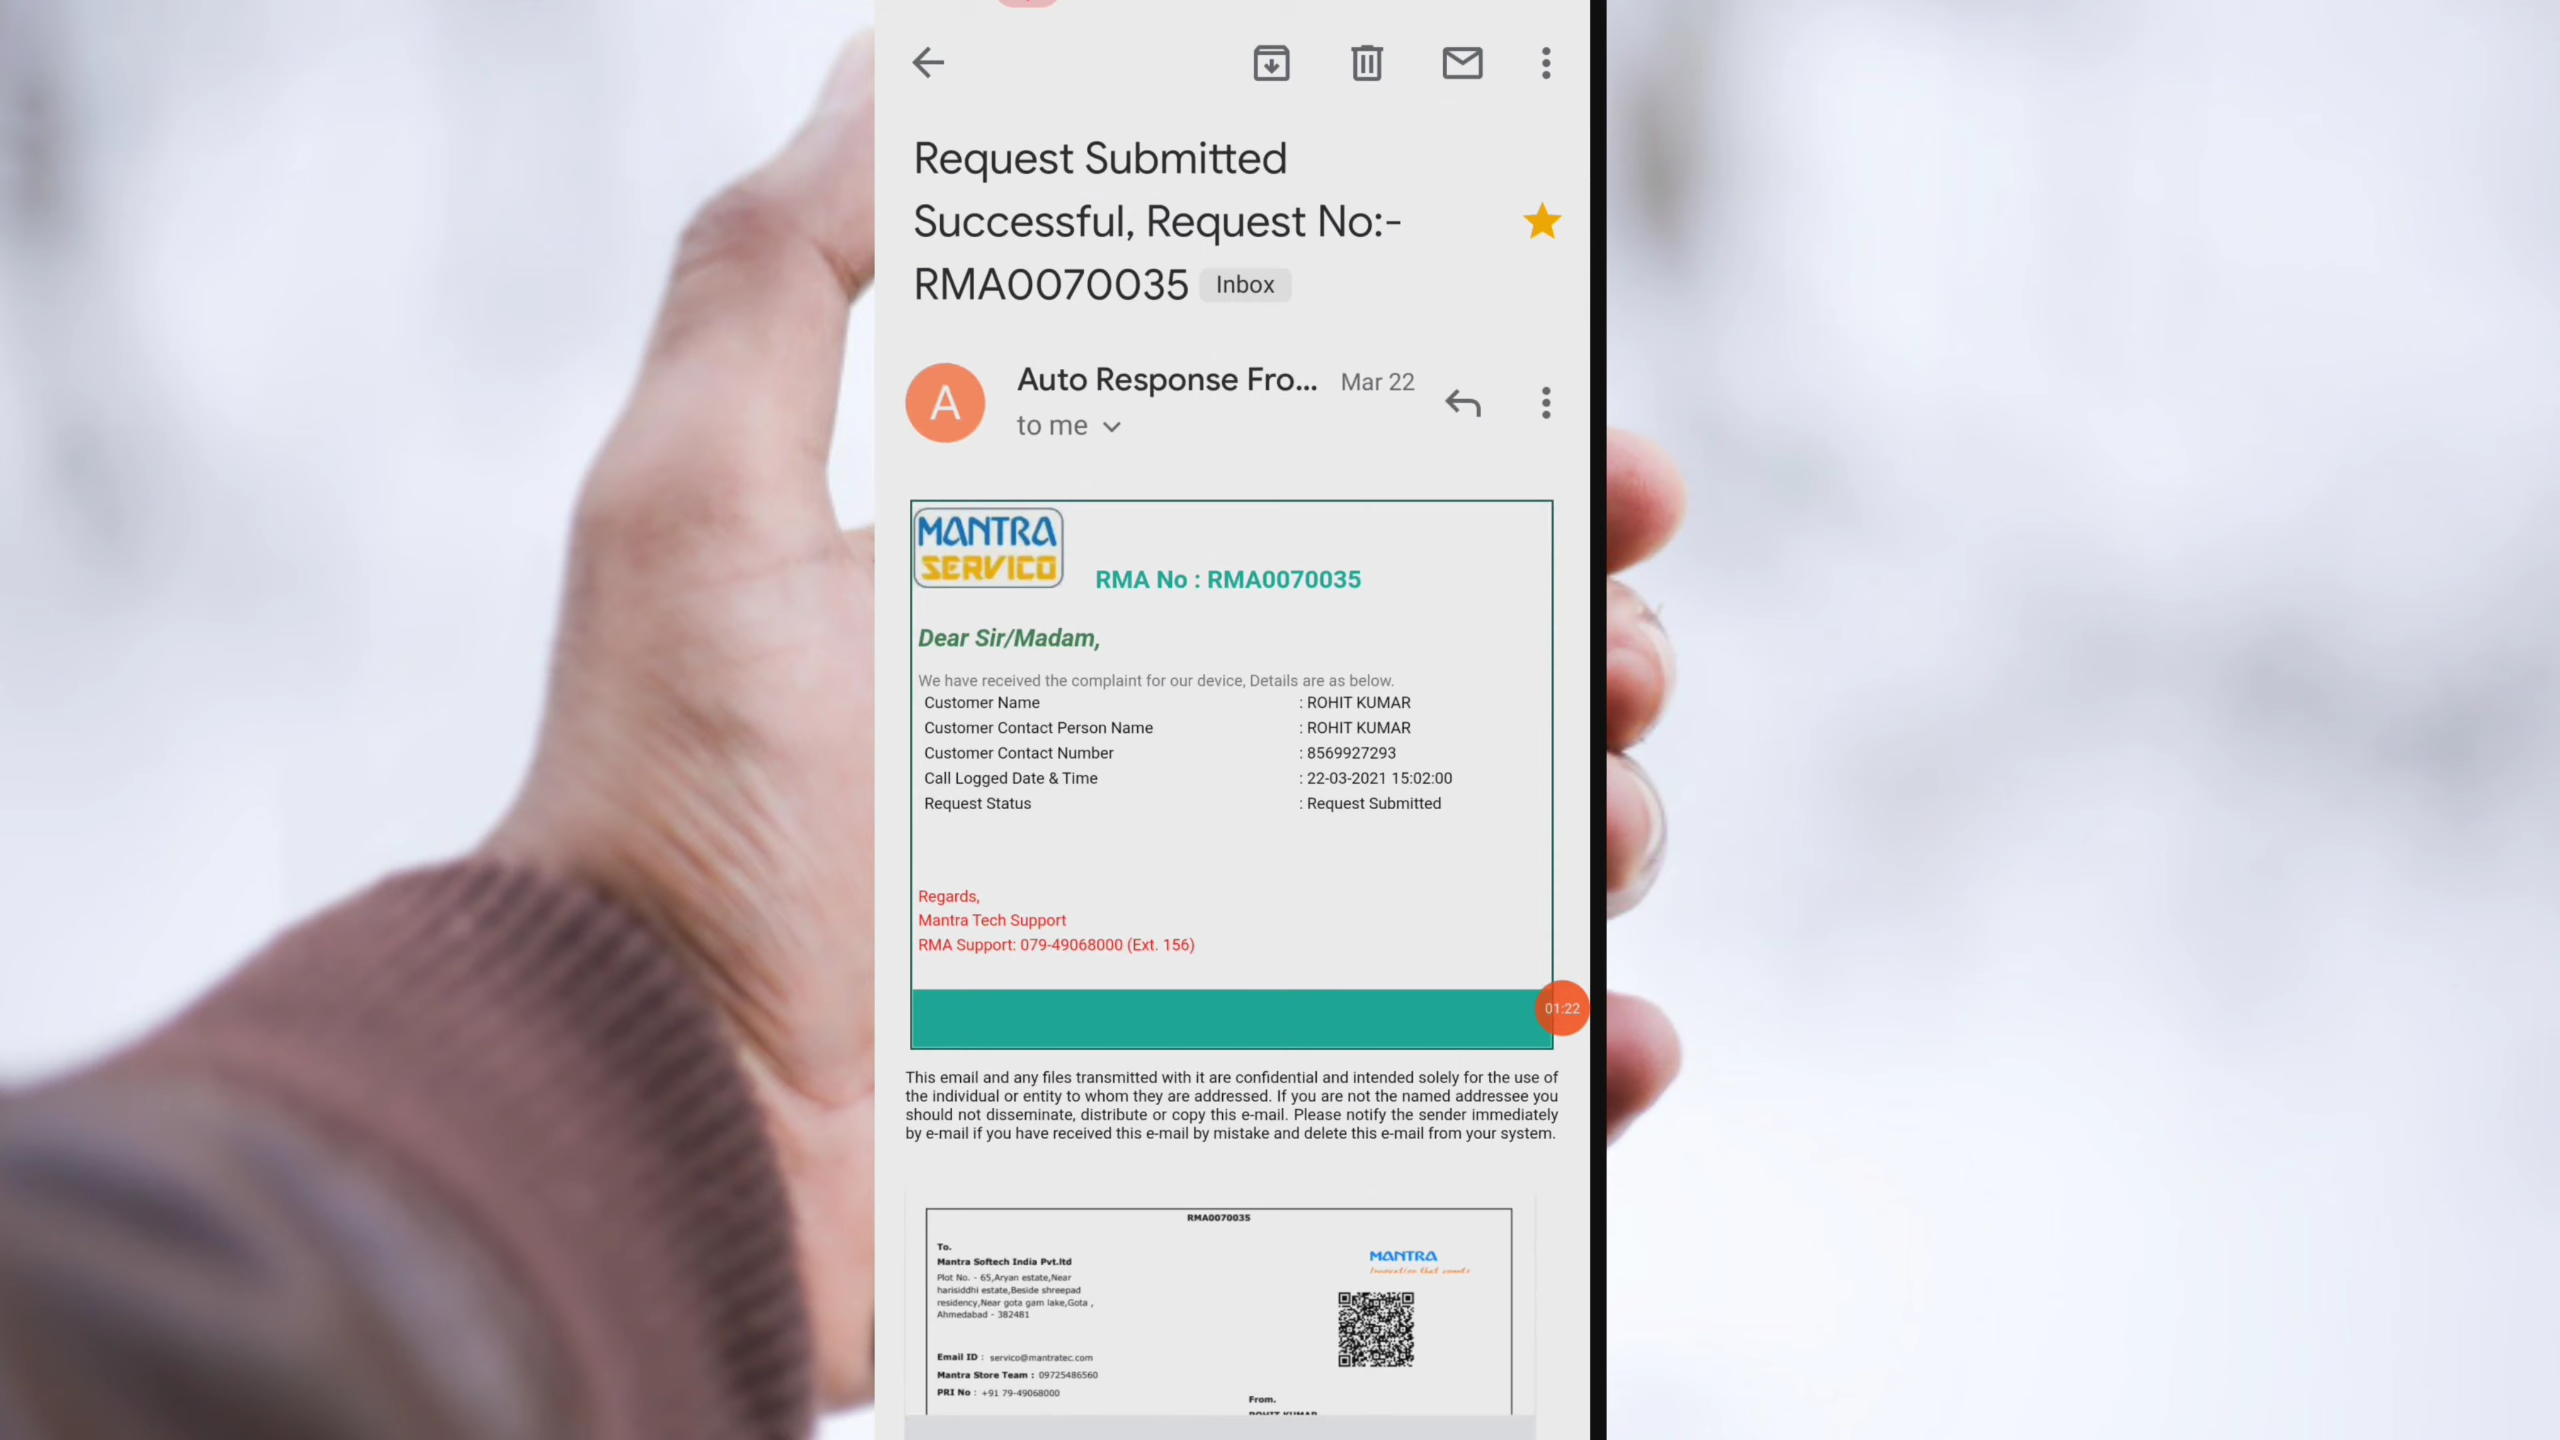 Request Submitted
Successful, Request No:-
RMA0070035 Inbox
A
Auto Response Fro... Mar 22
to me
MANTRA
SERVICO
RMA No : RMA0070035
Dear Sir/Madam,
We have received the complaint for our device, Details are as below.
Customer Name : ROHIT KUMAR
Customer Contact Person Name : ROHIT KUMAR
Customer Contact Number : 8569927293
Call Logged Date & Time : 22-03-2021 15:02:00
Request Status : Request Submitted
Regards,
Mantra Tech Support
RMA Support: 079-49068000 (Ext. 156)
01:22
This email and any files transmitted with it are confidential and intended solely for the use of
the individual or entity to whom they are addressed. If you are not the named addressee you
should not disseminate, distribute or copy this e-mail. Please notify the sender immediately
by e-mail if you have received this e-mail by mistake and delete this e-mail from your system.
RMA0070035
To.
Mantra Softech India Pvt.ltd
Plot No. - 65,Aryan estate,Near
harisiddhi estate,Beside shreepad
residency,Near gota gam lake,Gota ,
Ahmedabad - 382481
MANTRA
Innovation that counts
Email ID : servico@mantratec.com
Mantra Store Team : 09725486560
PRI No : +91 79-49068000
From.
ROHIT KUMAR